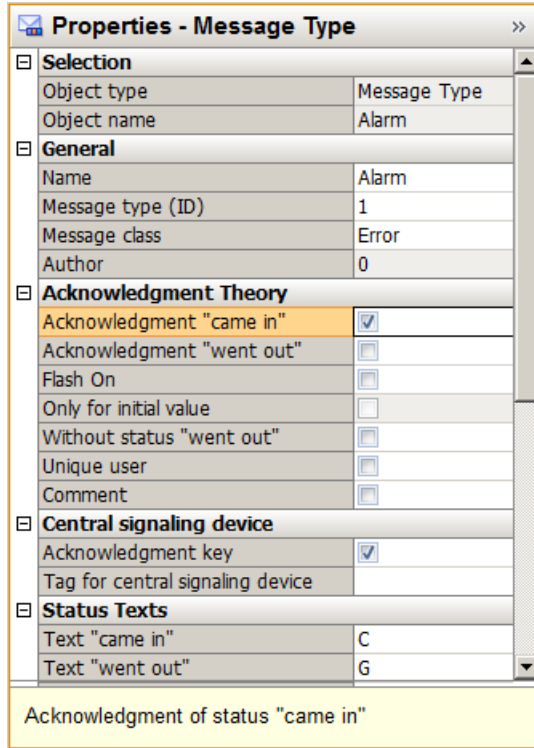 Properties - Message Type »
Selection
Object type Message Type
Object name Alarm
General
Name Alarm
Message type (ID) 1
Message class Error
Author 0
Acknowledgment Theory
Acknowledgment "came in"
Acknowledgment "went out"
Flash On
Only for initial value
Without status "went out"
Unique user
Comment
Central signaling device
Acknowledgment key
Tag for central signaling device
Status Texts
Text "came in" C
Text "went out" G
Acknowledgment of status "came in"